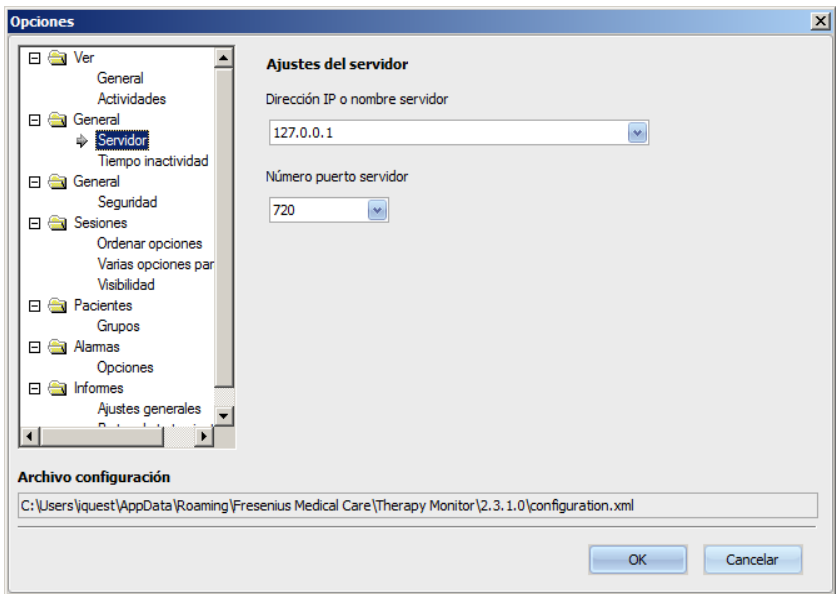 Opciones
Ver
General
Actividades
General
Servidor
Tiempo inactividad
General
Seguridad
Sesiones
Ordenar opciones
Varias opciones par
Visibilidad
Pacientes
Grupos
Alarmas
Opciones
Informes
Ajustes generales
Ajustes del servidor
Dirección IP o nombre servidor
127.0.0.1
Número puerto servidor
720
Archivo configuración
C:\Users\iquest\AppData\Roaming\Fresenius Medical Care\Therapy Monitor\2.3.1.0\configuration.xml
OK
Cancelar